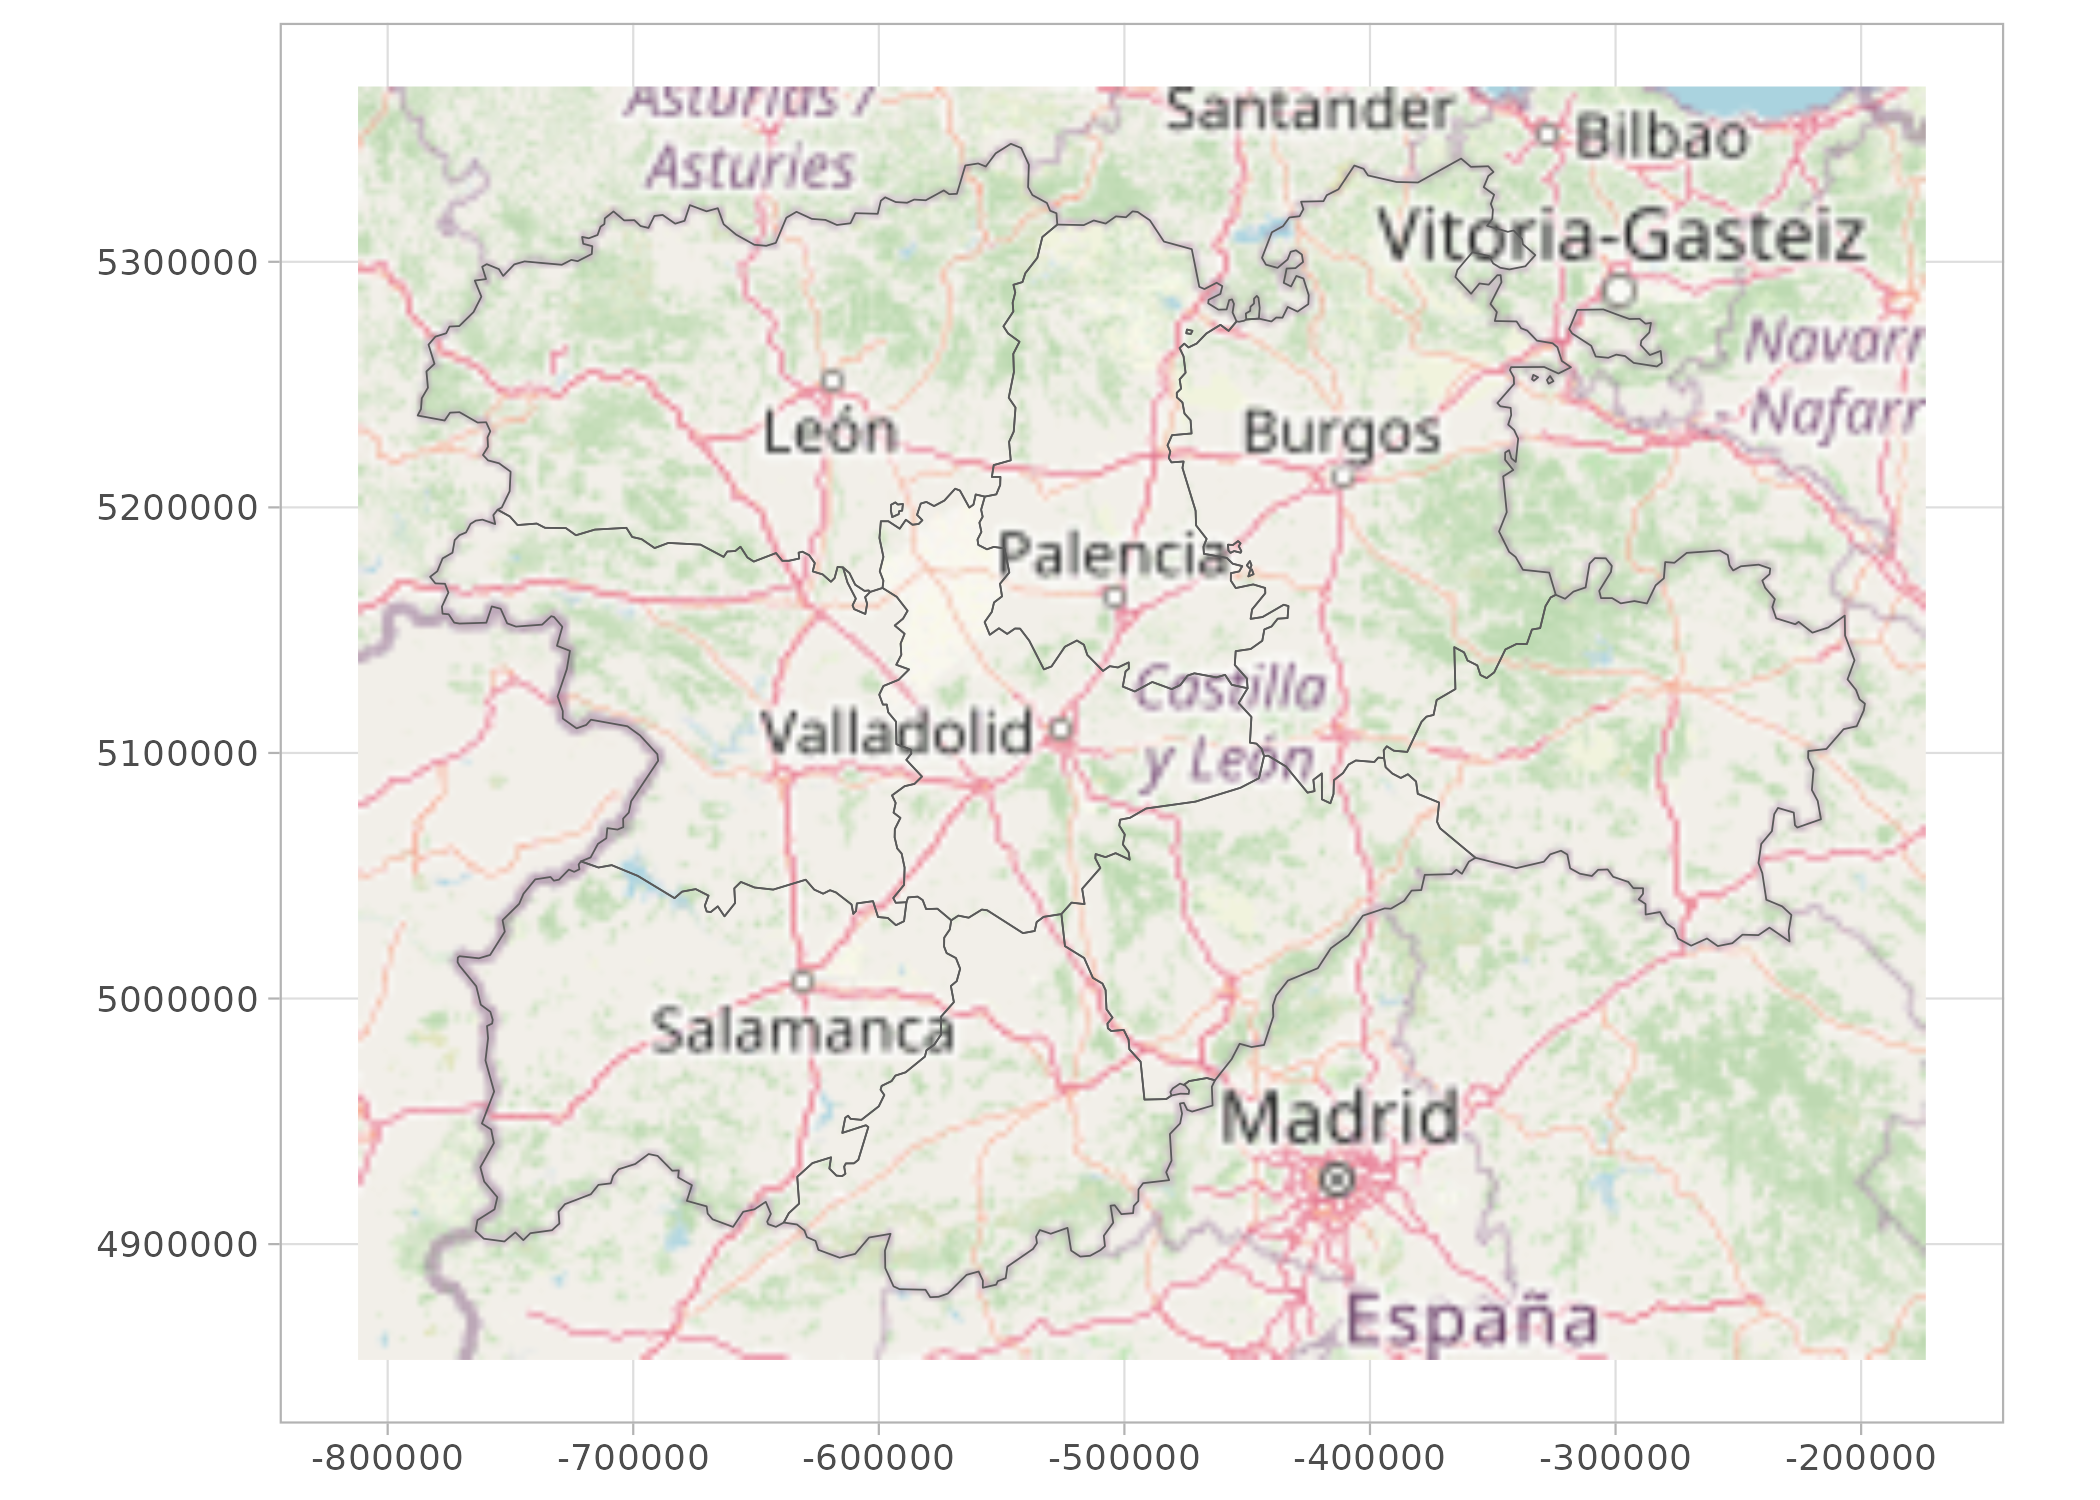 Asturias /
Asturies
Santander
Bilbao
Vitoria-Gasteiz
Navarr
- Nafarr
León
Burgos
Palencia
Castilla
y León
Valladolid
Salamanca
Madrid
España
5300000
5200000
5100000
5000000
4900000
-800000
-700000
-600000
-500000
-400000
-300000
-200000